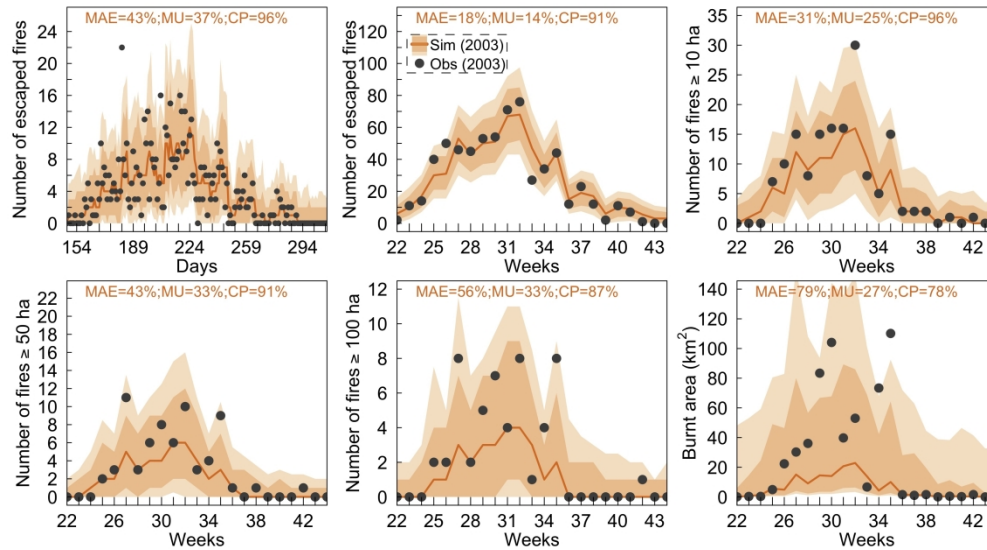 MAE=43%;MU=37%;CP=96%
Number of escaped fires
24
20
16
12
8
4
0
154 189 224 259 294
Days
MAE=18%;MU=14%;CP=91%
Sim (2003)
Obs (2003)
Number of escaped fires
120
100
80
60
40
20
0
22 25 28 31 34 37 40 43
Weeks
MAE=31%;MU=25%;CP=96%
Number of fires ≥ 10 ha
35
30
25
20
15
10
5
0
22 26 30 34 38 42
Weeks
MAE=43%;MU=33%;CP=91%
Number of fires ≥ 50 ha
22
20
18
16
14
12
10
8
6
4
2
0
22 26 30 34 38 42
Weeks
MAE=56%;MU=33%;CP=87%
Number of fires ≥ 100 ha
12
10
8
6
4
2
0
22 25 28 31 34 37 40 43
Weeks
MAE=79%;MU=27%;CP=78%
Burnt area (km²)
140
120
100
80
60
40
20
0
22 26 30 34 38 42
Weeks